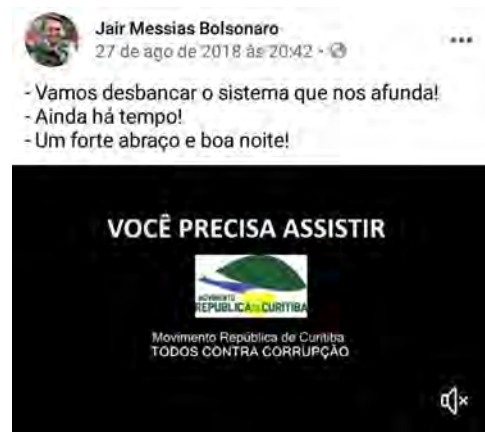 Jair Messias Bolsonaro
27 de ago de 2018 às 20:42 ·
- Vamos desbancar o sistema que nos afunda!
- Ainda há tempo!
- Um forte abraço e boa noite!
VOCÊ PRECISA ASSISTIR
MOVIMENTO
REPÚBLICA DE CURITIBA
Movimento República de Curitiba
TODOS CONTRA CORRUPÇÃO